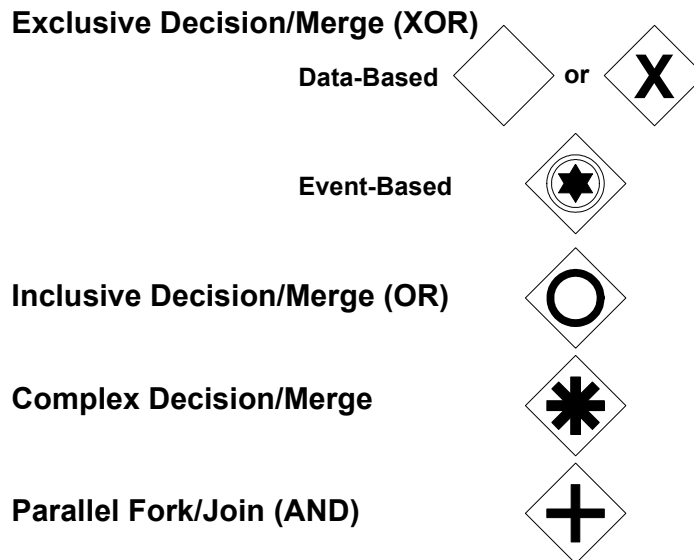 Exclusive Decision/Merge (XOR)
Data-Based or X
Event-Based
Inclusive Decision/Merge (OR)
Complex Decision/Merge
Parallel Fork/Join (AND)